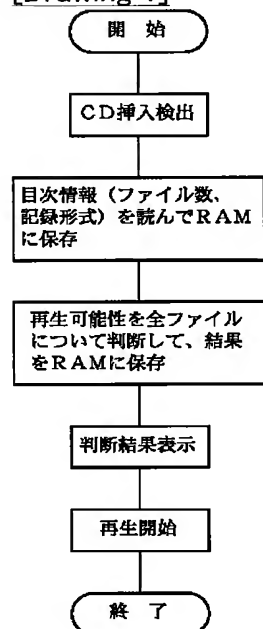 開 始
CD挿入検出
目次情報（ファイル数、
記録形式）を読んでRAM
に保存
再生可能性を全ファイル
について判断して、結果
をRAMに保存
判断結果表示
再生開始
終 了